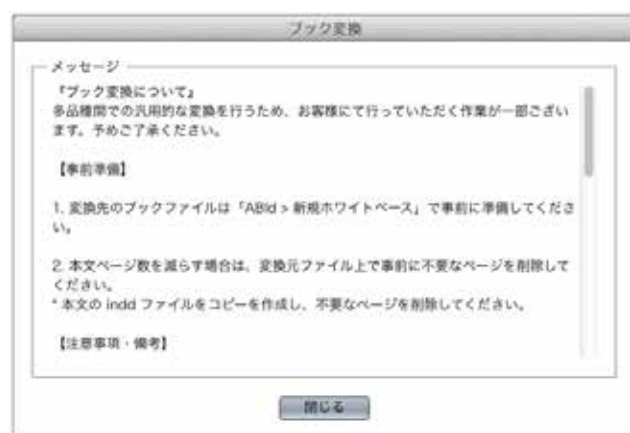 ブック変換
メッセージ
『ブック変換について』
多品種間での汎用的な変換を行うため、お客様にて行っていただく作業が一部ござい
ます。予めご了承ください。
【事前準備】
1. 変換先のブックファイルは「ABId > 新規ホワイトベース」で事前に準備してくださ
い。
2. 本文ページ数を減らす場合は、変換元ファイル上で事前に不要なページを削除して
ください。
* 本文の indd ファイルをコピーを作成し、不要なページを削除してください。
【注意事項・備考】
閉じる